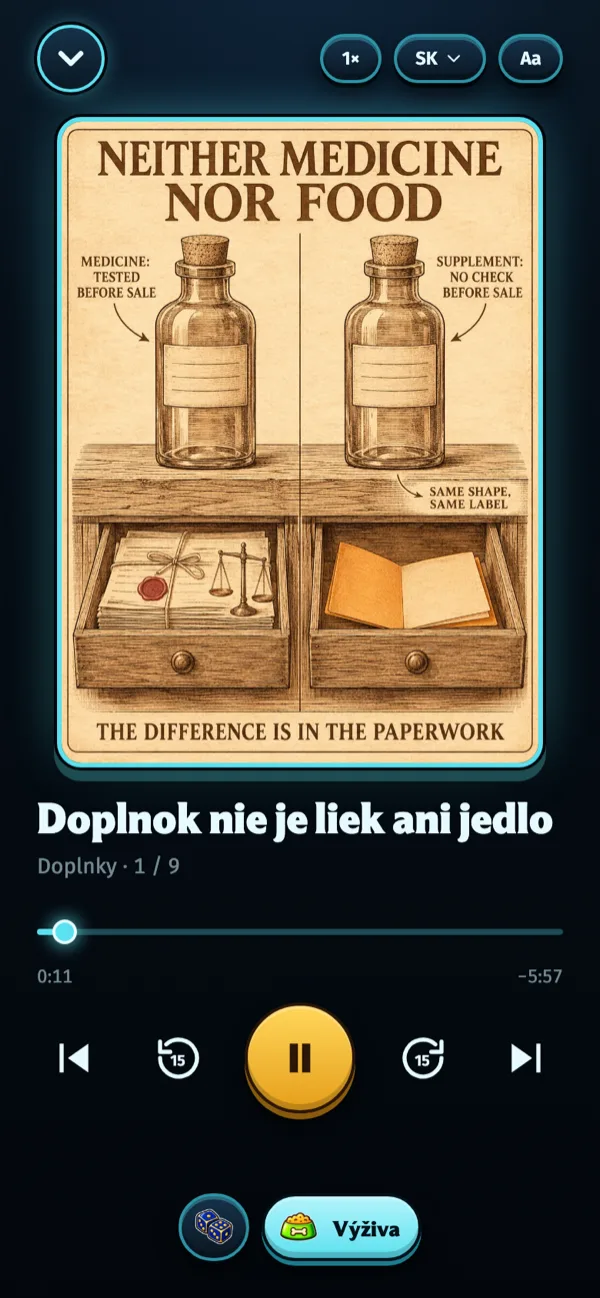 1×
SK
Aa
NEITHER MEDICINE
NOR FOOD
MEDICINE:
TESTED
BEFORE SALE
SUPPLEMENT:
NO CHECK
BEFORE SALE
SAME SHAPE,
SAME LABEL
THE DIFFERENCE IS IN THE PAPERWORK
Doplnok nie je liek ani jedlo
Doplnky · 1 / 9
0:11
−5:57
15
15
Výživa